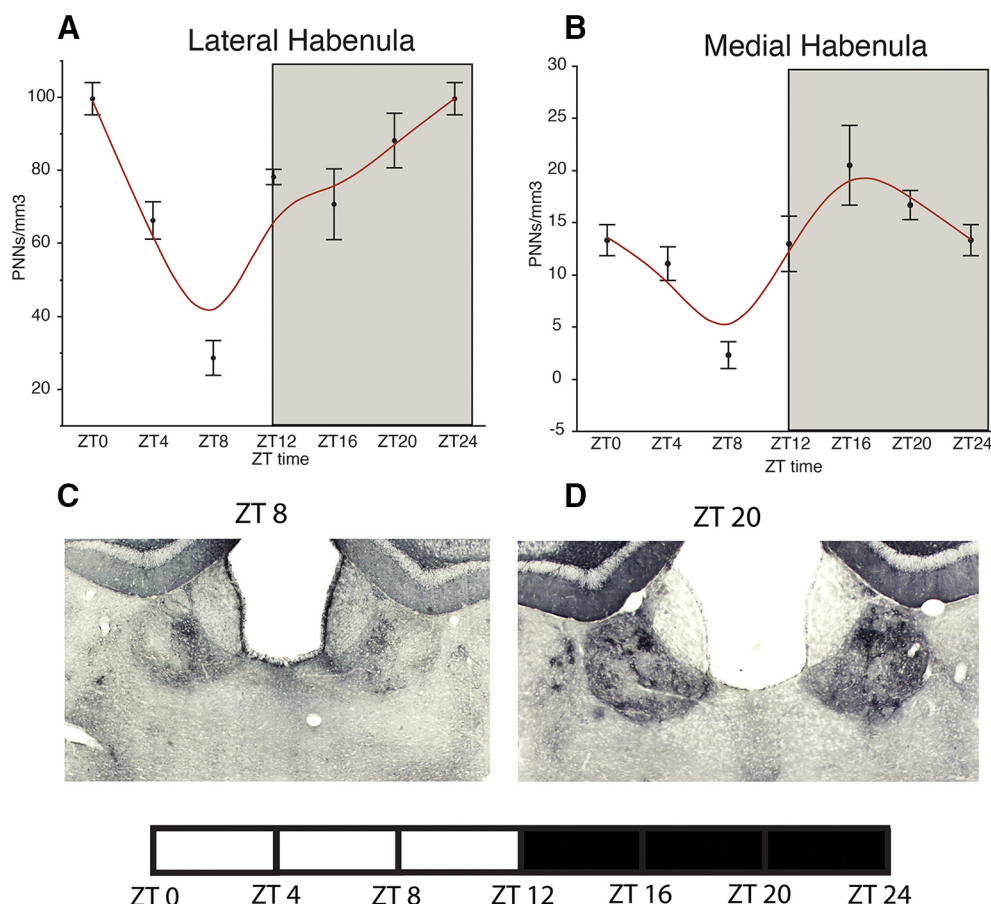 A
Lateral Habenula
PNNs/mm3
100
80
60
40
20
ZT0 ZT4 ZT8 ZT12 ZT16 ZT20 ZT24
ZT time
B
Medial Habenula
PNNs/mm3
30
25
20
15
10
5
0
-5
ZT0 ZT4 ZT8 ZT12 ZT16 ZT20 ZT24
ZT time
C
ZT 8
D
ZT 20
ZT 0 ZT 4 ZT 8 ZT 12 ZT 16 ZT 20 ZT 24